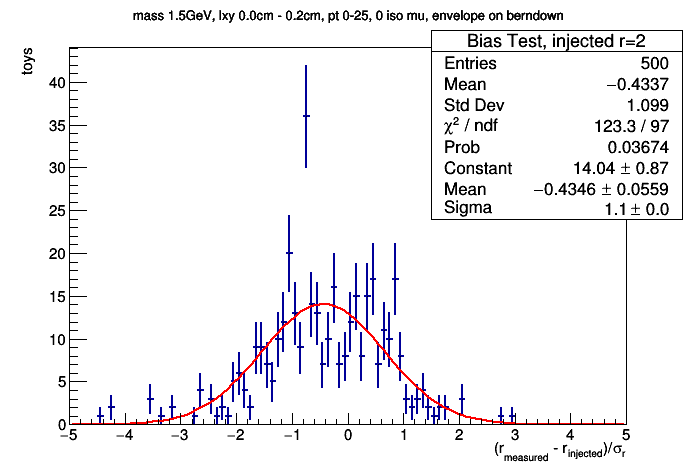 mass 1.5GeV, lxy 0.0cm - 0.2cm, pt 0-25, 0 iso mu, envelope on berndown
Bias Test, injected r=2
Entries 500
Mean −0.4337
Std Dev 1.099
χ² / ndf 123.3 / 97
Prob 0.03674
Constant 14.04 ± 0.87
Mean −0.4346 ± 0.0559
Sigma 1.1 ± 0.0
toys
40
35
30
25
20
15
10
5
0
−5 −4 −3 −2 −1 0 1 2 3 4 5
(r_measured - r_injected)/σ_r